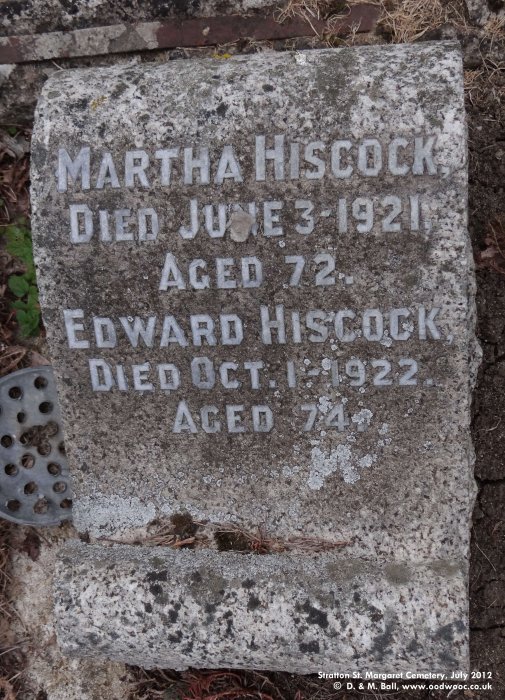 MARTHA HISCOCK,
DIED JUNE 3-1921.
AGED 72.
EDWARD HISCOCK,
DIED OCT. 1-1922.
AGED 74.
Stratton St. Margaret Cemetery, July 2012
© D. & M. Ball, www.oodwooc.co.uk